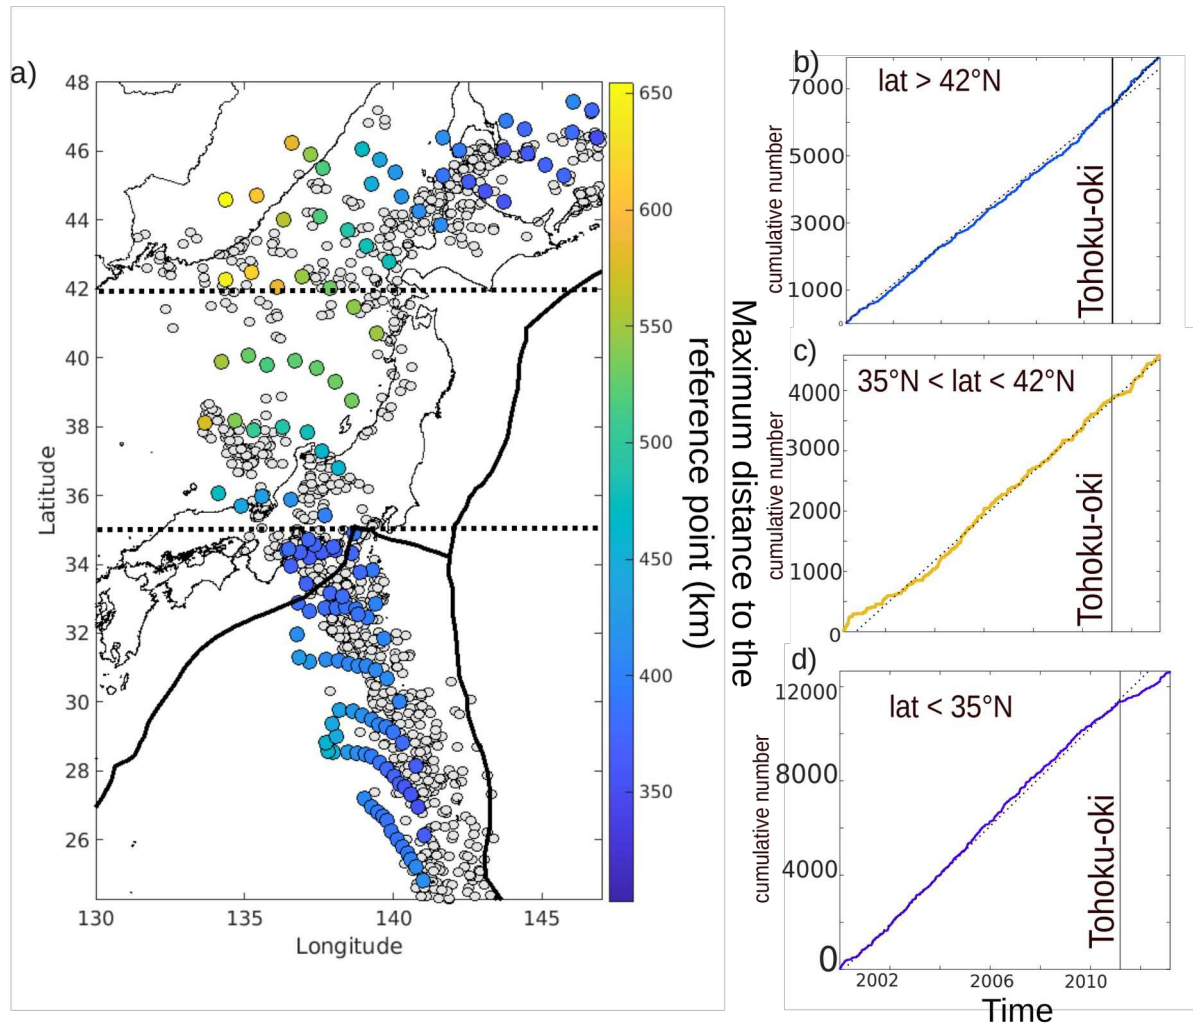 a)
48
46
44
42
40
38
36
34
32
30
28
26
130
135
140
145
Latitude
Longitude
650
600
550
500
450
400
350
Maximum distance to the
reference point (km)
b)
lat > 42°N
7000
5000
3000
1000
0
cumulative number
Tohoku-oki
c)
35°N < lat < 42°N
4000
3000
2000
1000
0
cumulative number
Tohoku-oki
d)
lat < 35°N
12000
8000
4000
0
cumulative number
Tohoku-oki
2002
2006
2010
Time